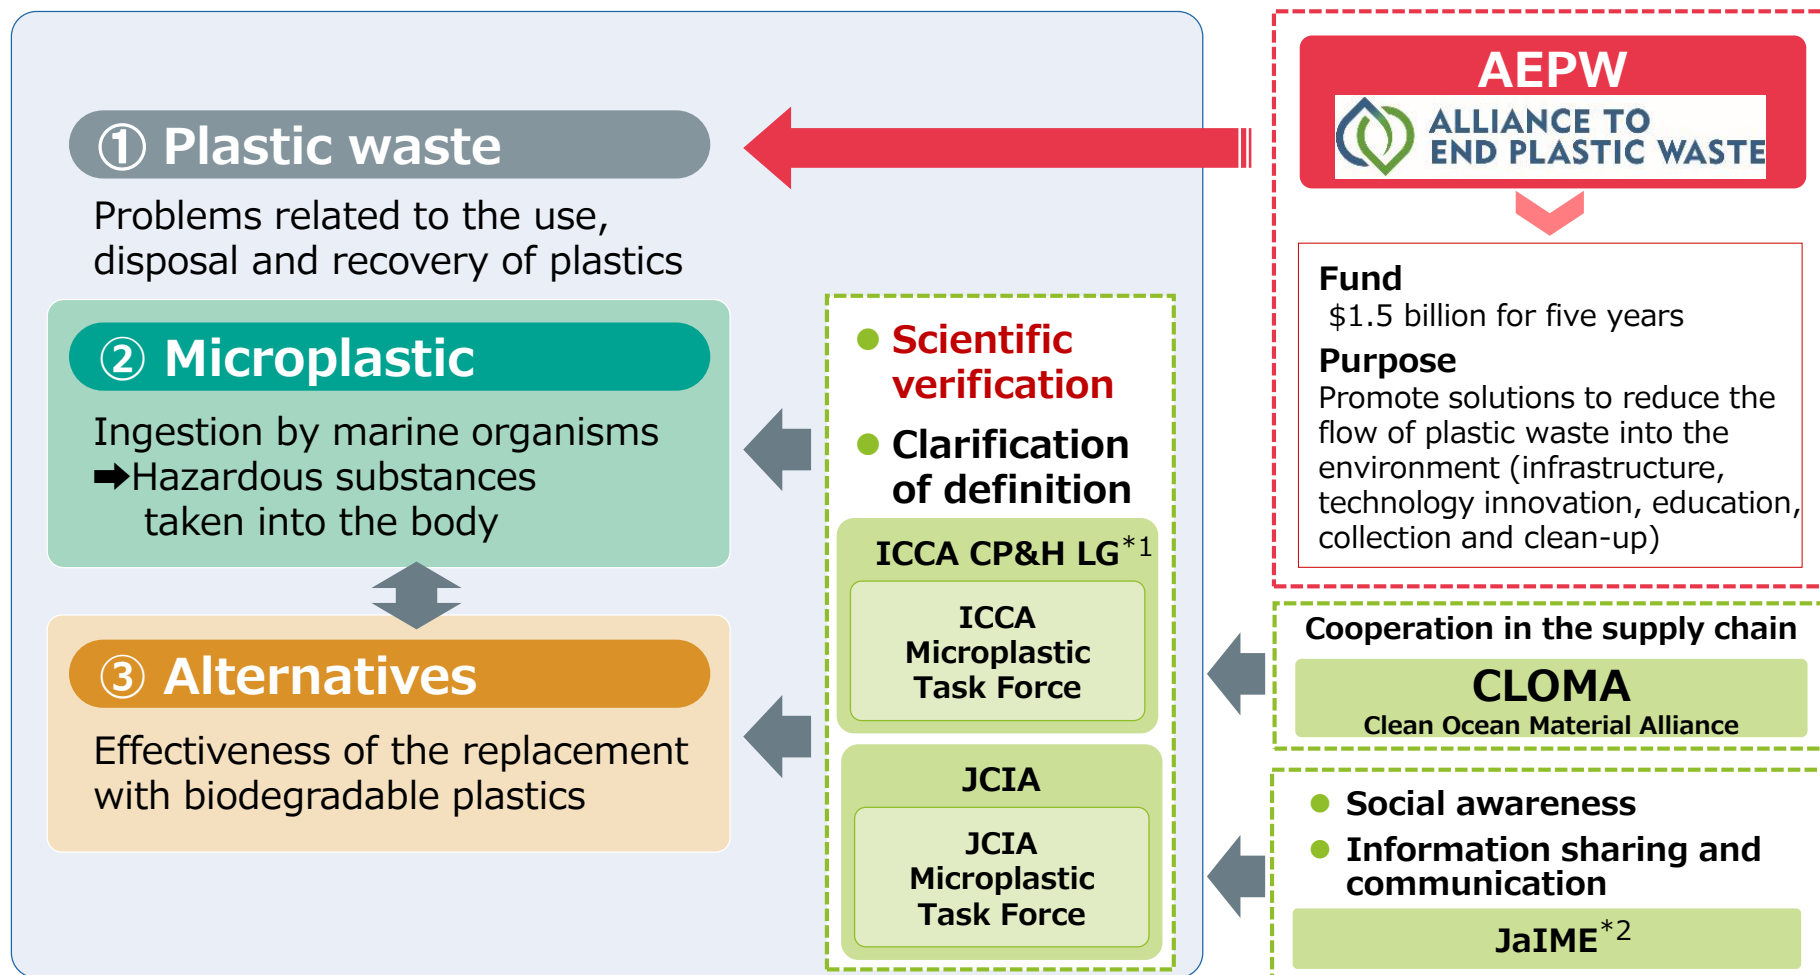 ① Plastic waste
Problems related to the use,
disposal and recovery of plastics
② Microplastic
Ingestion by marine organisms
➡Hazardous substances
taken into the body
③ Alternatives
Effectiveness of the replacement
with biodegradable plastics
● Scientific
verification
● Clarification
of definition
ICCA CP&H LG*1
ICCA
Microplastic
Task Force
JCIA
JCIA
Microplastic
Task Force
AEPW
ALLIANCE TO
END PLASTIC WASTE
Fund
$1.5 billion for five years
Purpose
Promote solutions to reduce the
flow of plastic waste into the
environment (infrastructure,
technology innovation, education,
collection and clean-up)
Cooperation in the supply chain
CLOMA
Clean Ocean Material Alliance
● Social awareness
● Information sharing and
communication
JaIME*2